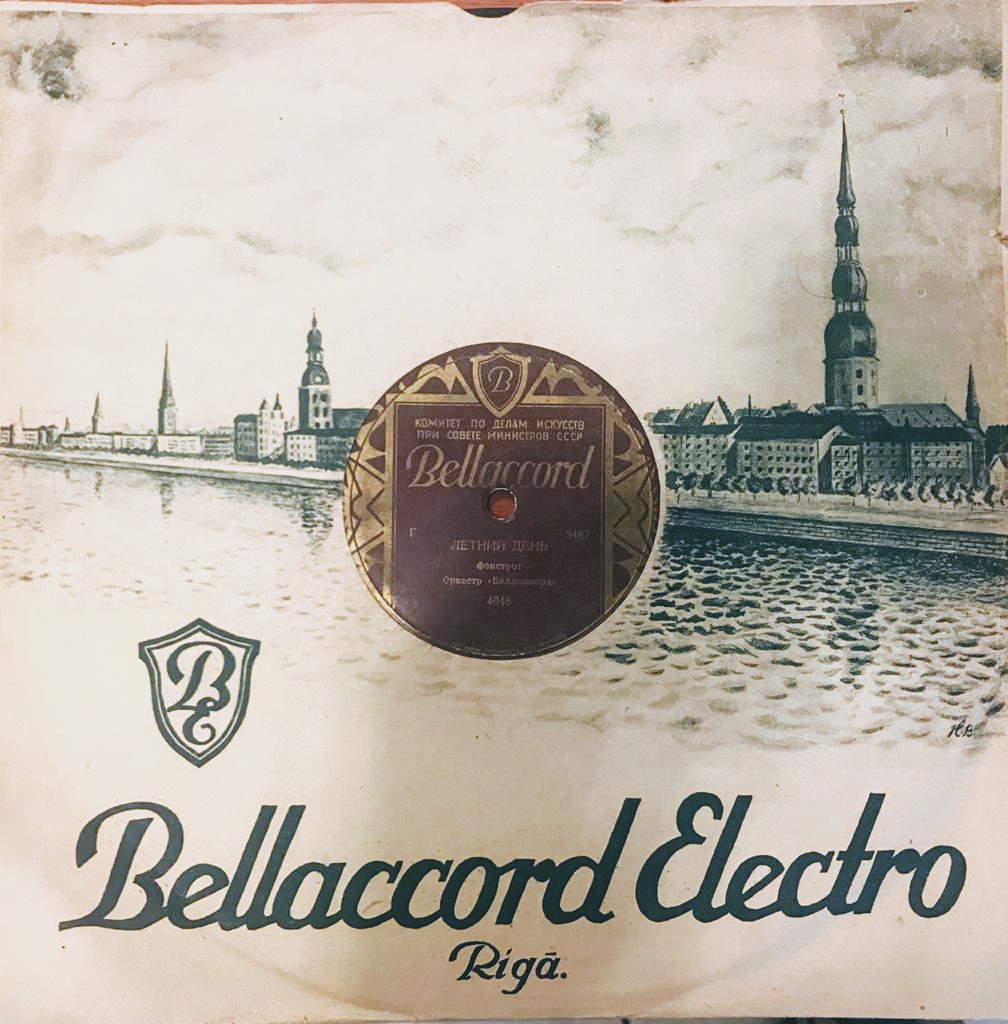 B
КОМИТЕТ ПО ДЕЛАМ ИСКУССТВ
ПРИ СОВЕТЕ МИНИСТРОВ СССР
Bellaccord
Г 3487
ЛЕТНИЙ ДЕНЬ
фокстрот
Оркестр «Беллаккорд»
4048
BE
Bellaccord Electro
Rīgā.